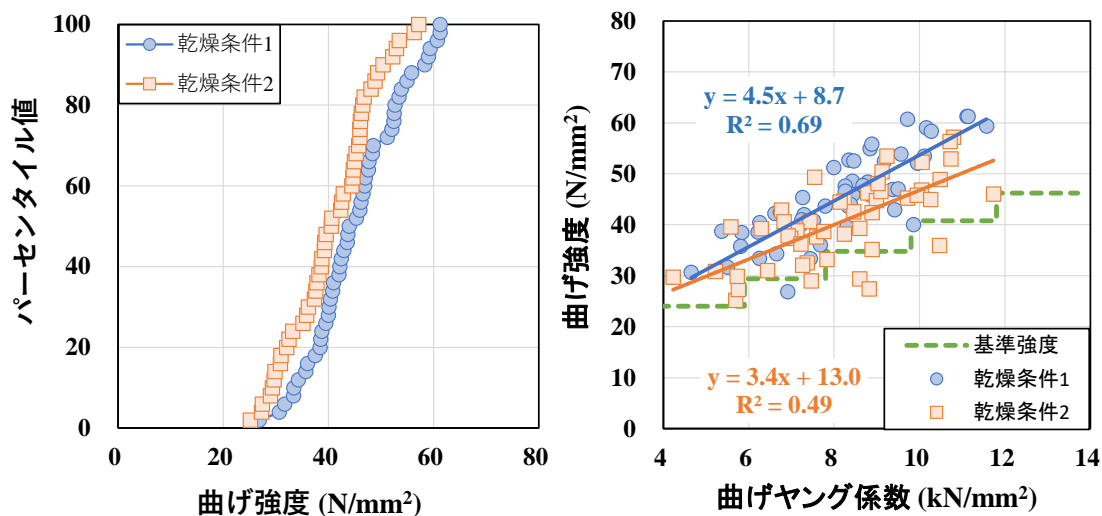 パーセンタイル値
100
80
60
40
20
0
乾燥条件1
乾燥条件2
0 20 40 60 80
曲げ強度 (N/mm²)
曲げ強度 (N/mm²)
80
70
60
50
40
30
20
10
0
y = 4.5x + 8.7
R² = 0.69
y = 3.4x + 13.0
R² = 0.49
基準強度
乾燥条件1
乾燥条件2
4 6 8 10 12 14
曲げヤング係数 (kN/mm²)